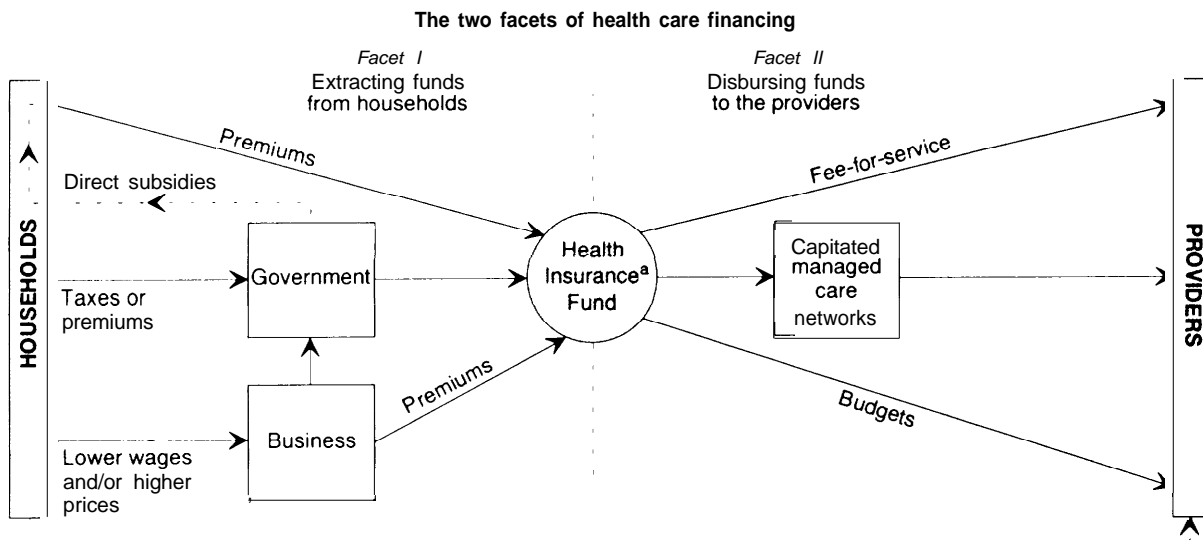 The two facets of health care financing
Facet I
Extracting funds
from households
Facet II
Disbursing funds
to the providers
HOUSEHOLDS
Premiums
Direct subsidies
Government
Taxes or
premiums
Business
Premiums
Lower wages
and/or higher
prices
Health
Insurancea
Fund
Fee-for-service
Capitated
managed
care
networks
Budgets
PROVIDERS